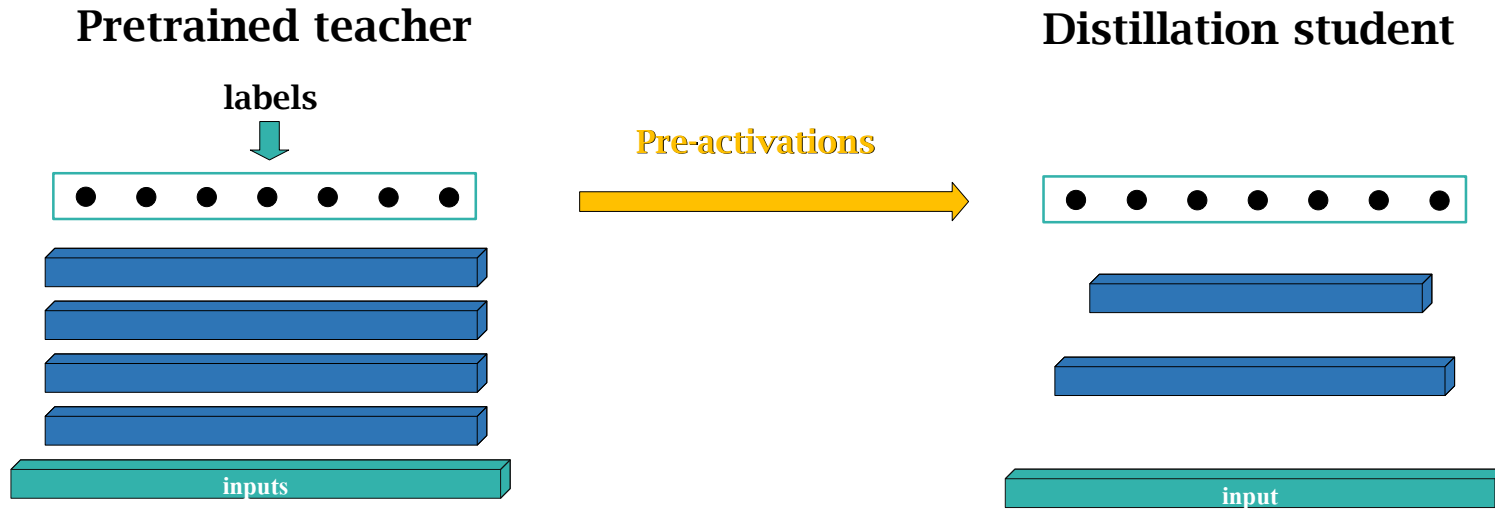 Pretrained teacher
Distillation student
labels
Pre-activations
inputs
input